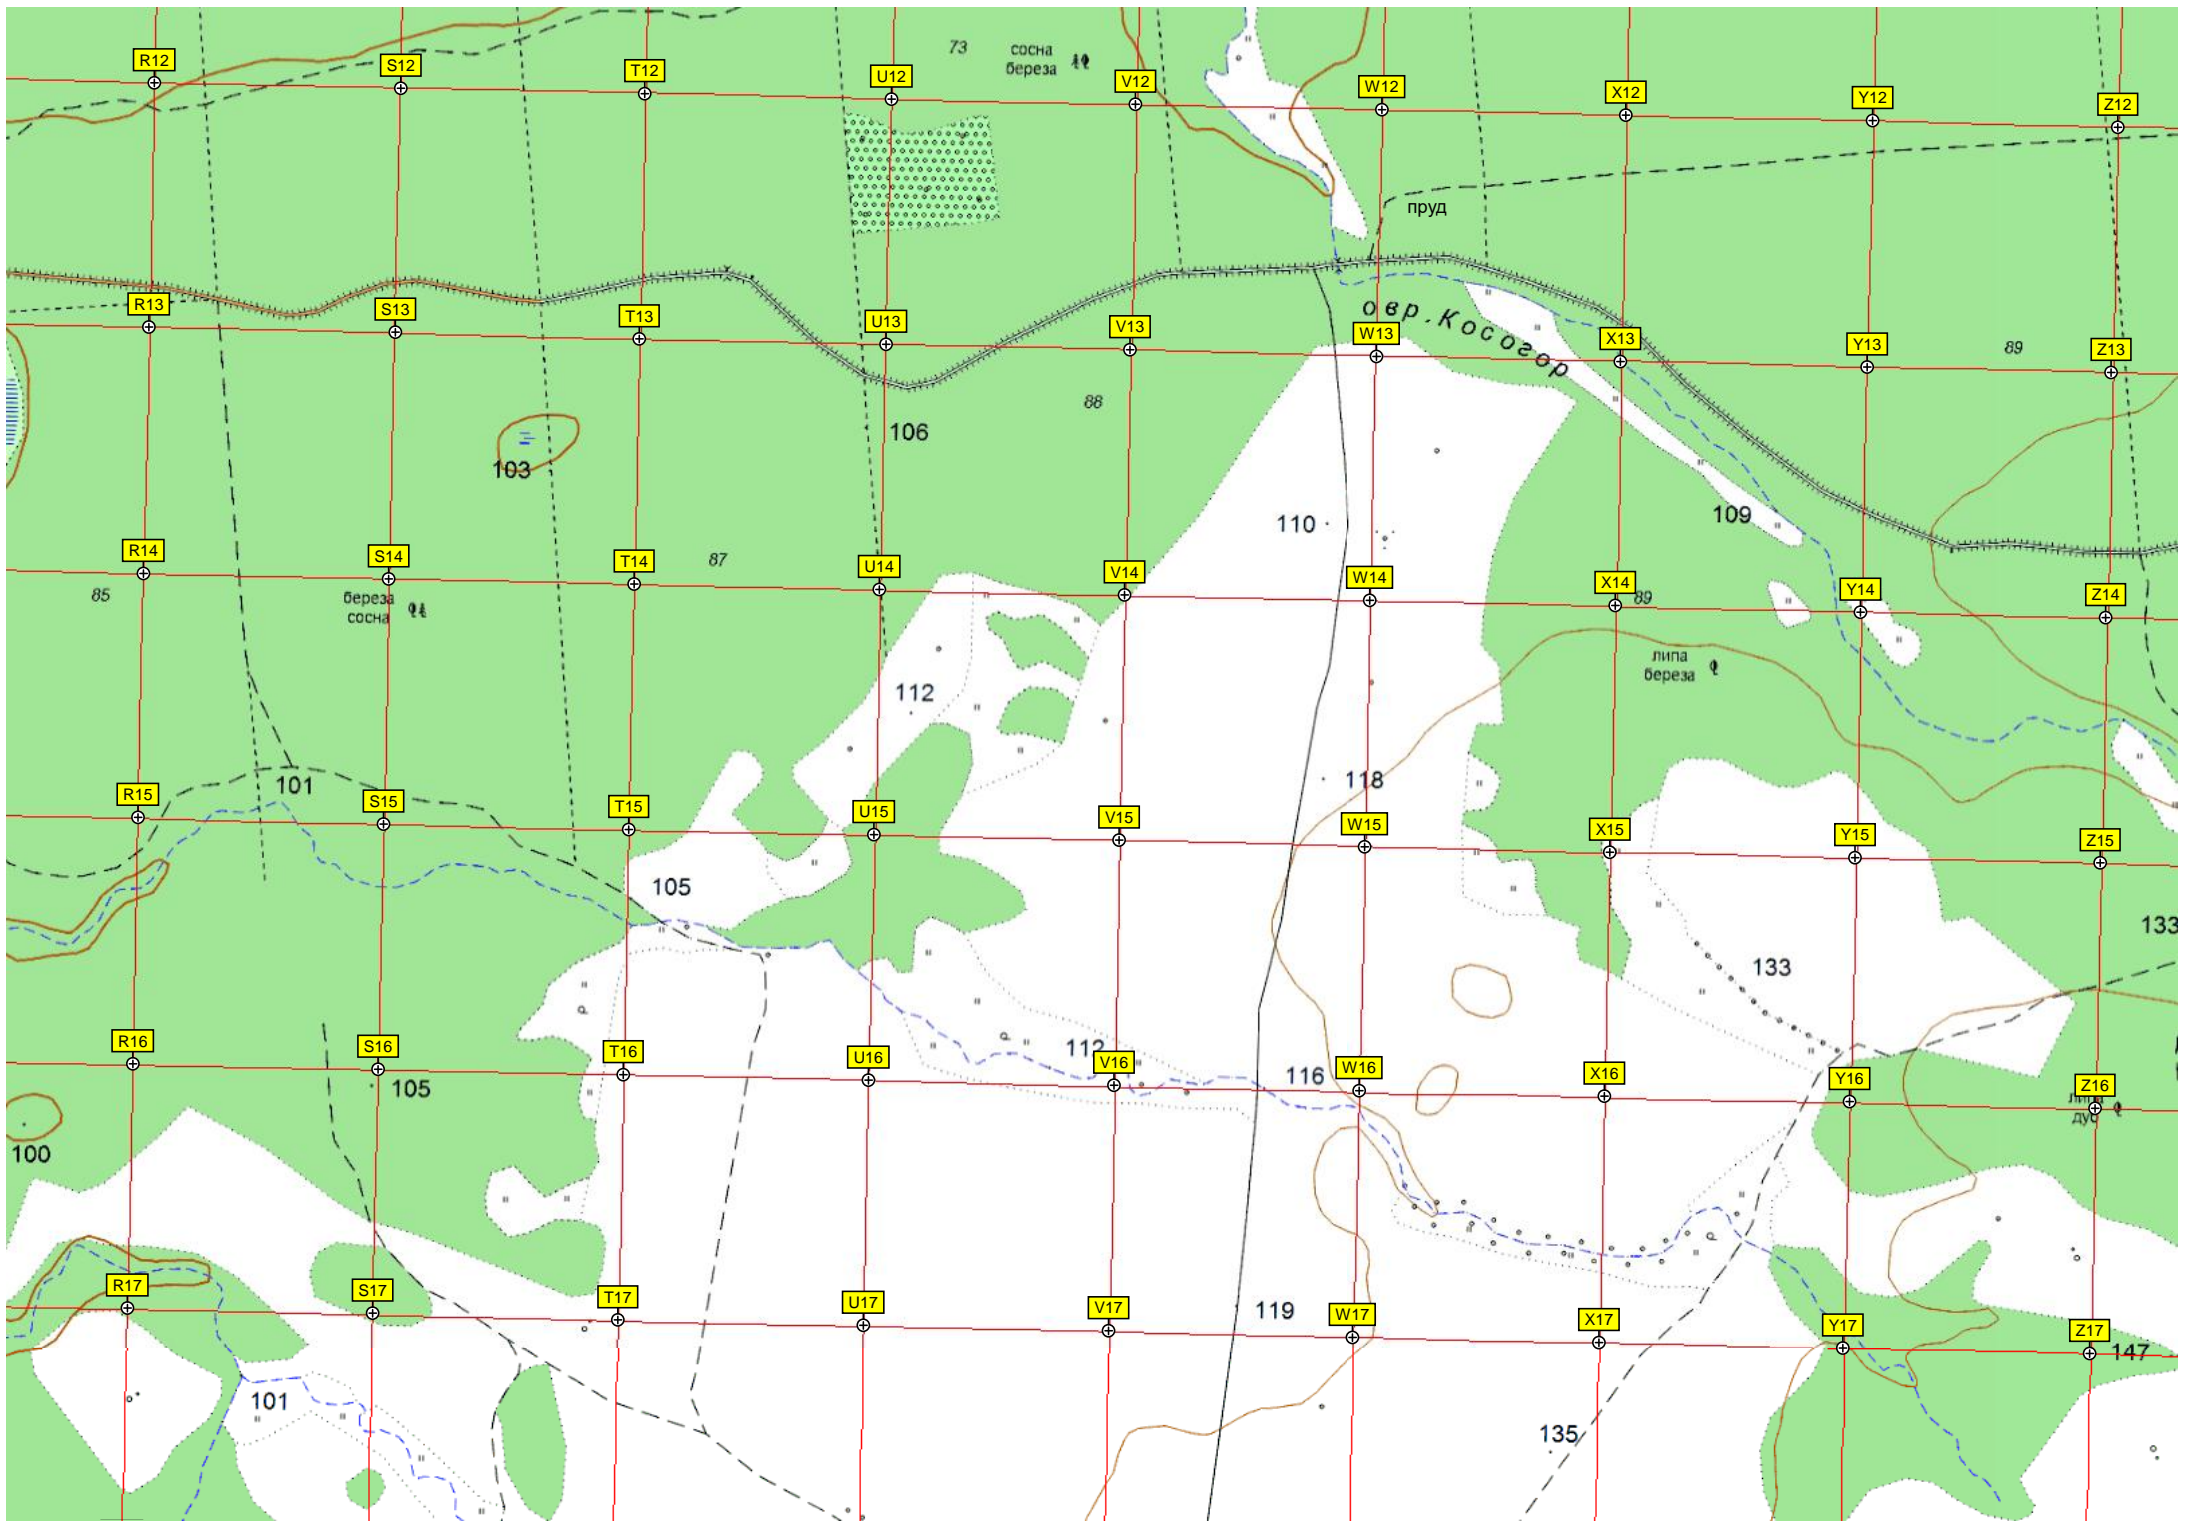 73 сосна
береза
R12 S12 T12 U12 V12 W12 X12 Y12 Z12
пруд
овр. Косогор
R13 S13 T13 U13 V13 W13 X13 Y13 Z13
89
88
106
103
110
109
R14 S14 T14 U14 V14 W14 X14 Y14 Z14
87
85
береза
сосна
89
липа
береза
112
118
101
R15 S15 T15 U15 V15 W15 X15 Y15 Z15
105
133
133
R16 S16 T16 U16 V16 W16 X16 Y16 Z16
112
116
105
липа
дуб
100
R17 S17 T17 U17 V17 W17 X17 Y17 Z17
119
147
101
135